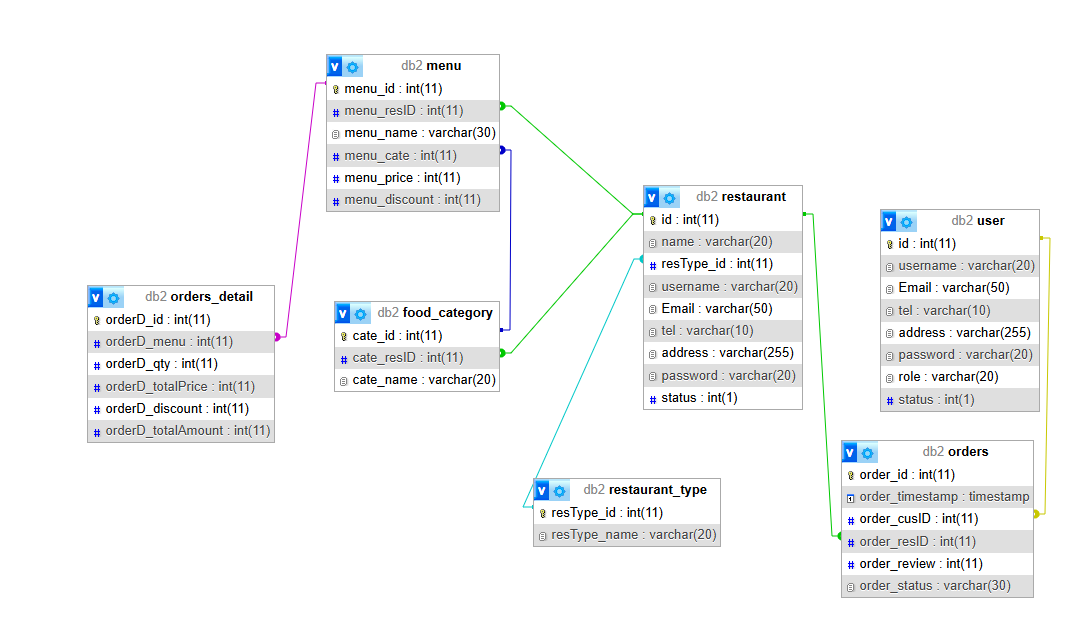 db2 menu
menu_id : int(11)
menu_resID : int(11)
menu_name : varchar(30)
menu_cate : int(11)
menu_price : int(11)
menu_discount : int(11)
db2 restaurant
id : int(11)
name : varchar(20)
resType_id : int(11)
username : varchar(20)
Email : varchar(50)
tel : varchar(10)
address : varchar(255)
password : varchar(20)
status : int(1)
db2 user
id : int(11)
username : varchar(20)
Email : varchar(50)
tel : varchar(10)
address : varchar(255)
password : varchar(20)
role : varchar(20)
status : int(1)
db2 orders_detail
orderD_id : int(11)
orderD_menu : int(11)
orderD_qty : int(11)
orderD_totalPrice : int(11)
orderD_discount : int(11)
orderD_totalAmount : int(11)
db2 food_category
cate_id : int(11)
cate_resID : int(11)
cate_name : varchar(20)
db2 restaurant_type
resType_id : int(11)
resType_name : varchar(20)
db2 orders
order_id : int(11)
order_timestamp : timestamp
order_cusID : int(11)
order_resID : int(11)
order_review : int(11)
order_status : varchar(30)